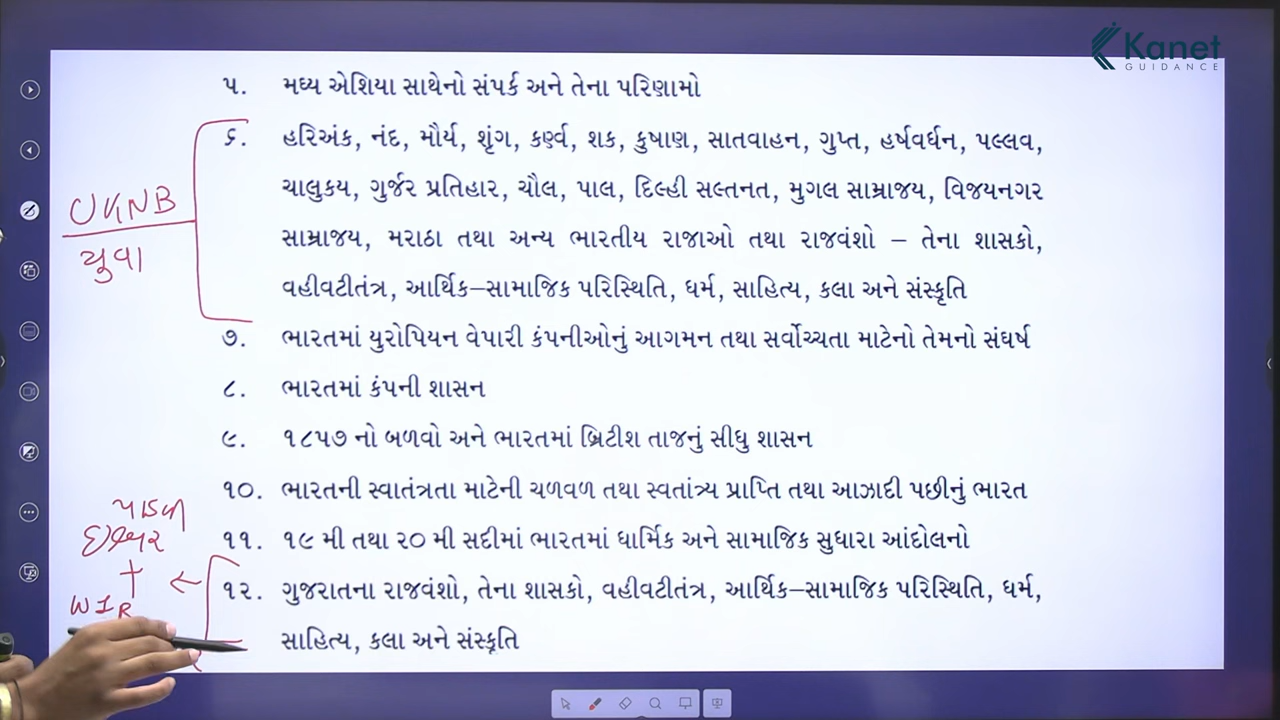 Kanet
GUIDANCE
૫. મધ્ય એશિયા સાથેનો સંપર્ક અને તેના પરિણામો
૬. હરિઅંક, નંદ, મૌર્ય, શૃંગ, કર્ણ્વ, શક, કુષાણ, સાતવાહન, ગુપ્ત, હર્ષવર્ધન, પલ્લવ,
ચાલુકય, ગુર્જર પ્રતિહાર, ચૌલ, પાલ, દિલ્હી સલ્તનત, મુગલ સામ્રાજય, વિજયનગર
સામ્રાજય, મરાઠા તથા અન્ય ભારતીય રાજાઓ તથા રાજવંશો – તેના શાસકો,
વહીવટીતંત્ર, આર્થિક–સામાજિક પરિસ્થિતિ, ધર્મ, સાહિત્ય, કલા અને સંસ્કૃતિ
UKNB
યુવા
૭. ભારતમાં યુરોપિયન વેપારી કંપનીઓનું આગમન તથા સર્વોચ્ચતા માટેનો તેમનો સંઘર્ષ
૮. ભારતમાં કંપની શાસન
૯. ૧૮૫૭ નો બળવો અને ભારતમાં બ્રિટીશ તાજનું સીધુ શાસન
૧૦. ભારતની સ્વાતંત્રતા માટેની ચળવળ તથા સ્વતાંત્ર્ય પ્રાપ્તિ તથા આઝાદી પછીનું ભારત
૧૧. ૧૯ મી તથા ૨૦ મી સદીમાં ભારતમાં ધાર્મિક અને સામાજિક સુધારા આંદોલનો
૧૨. ગુજરાતના રાજવંશો, તેના શાસકો, વહીવટીતંત્ર, આર્થિક–સામાજિક પરિસ્થિતિ, ધર્મ,
સાહિત્ય, કલા અને સંસ્કૃતિ
+
WIR